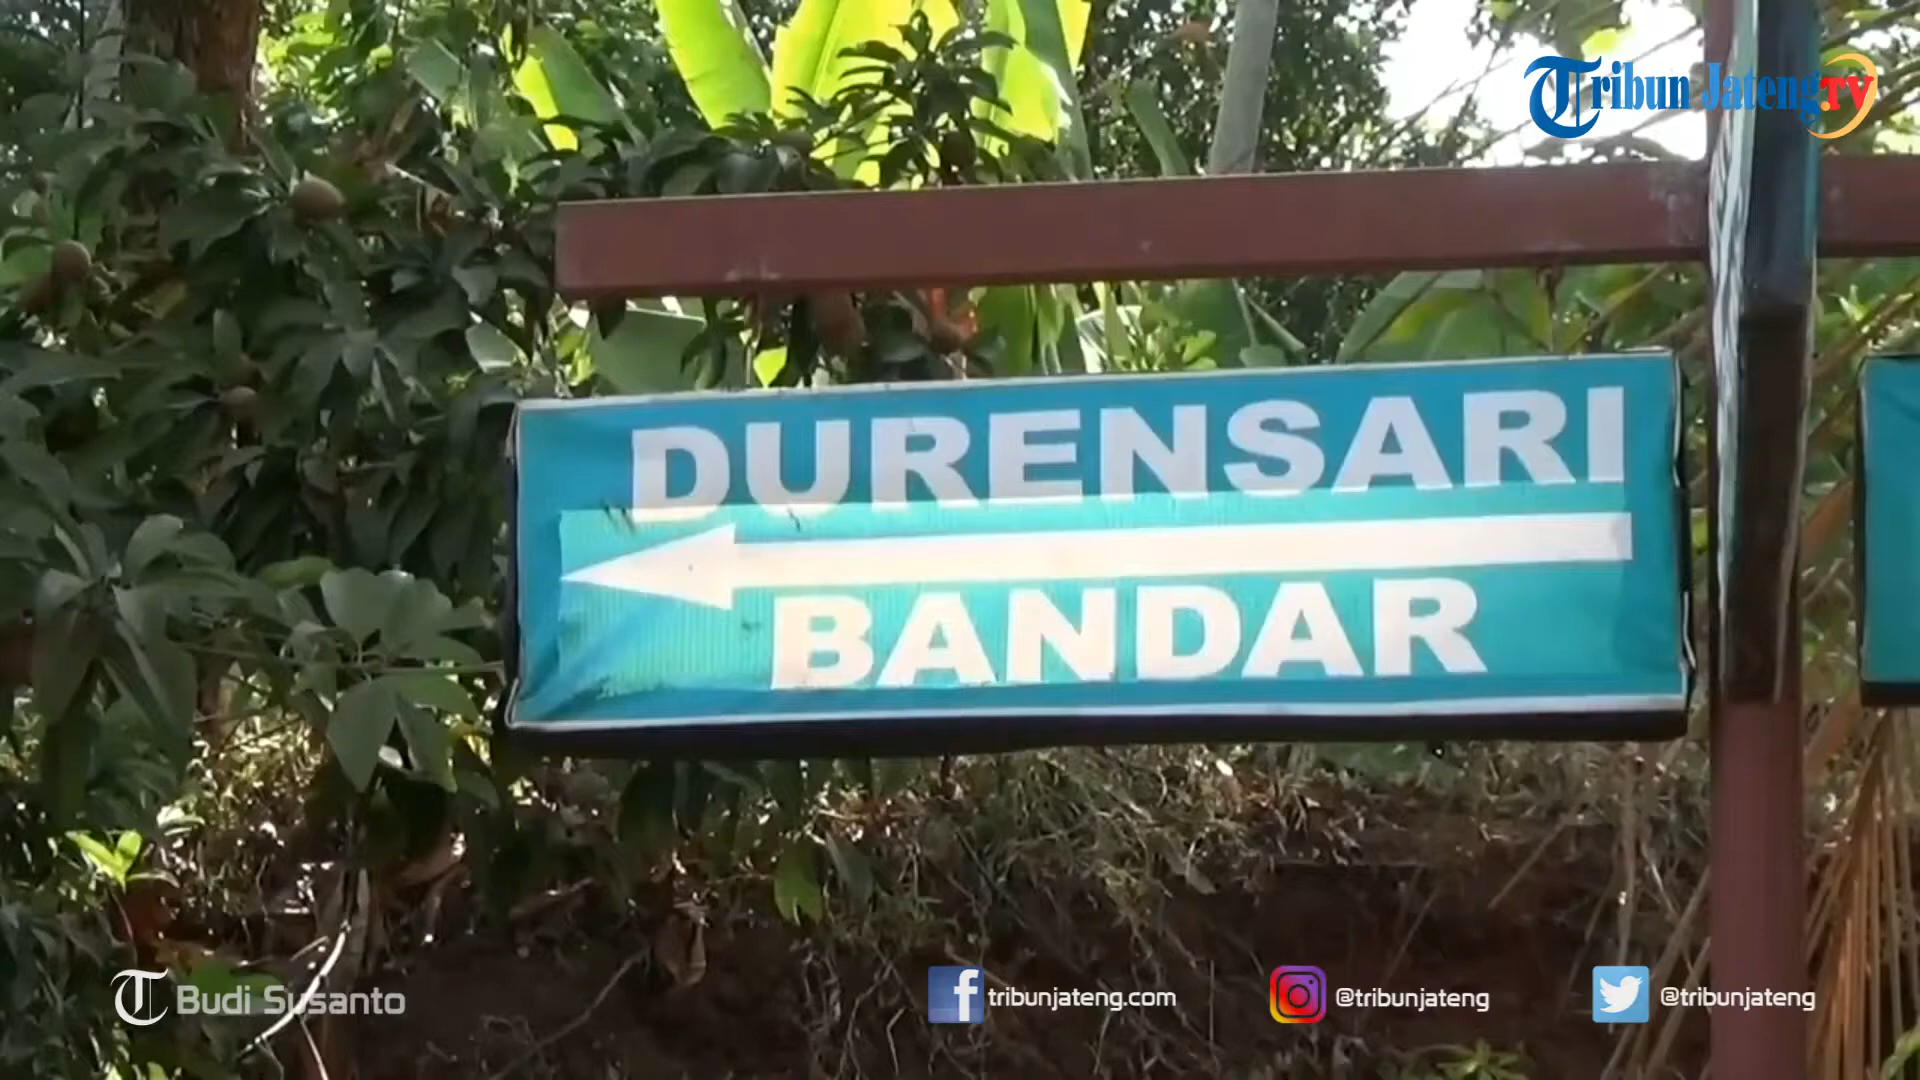 Tribun Jateng.TV
DURENSARI
BANDAR
T Budi Susanto
f tribunjateng.com
@tribunjateng
@tribunjateng